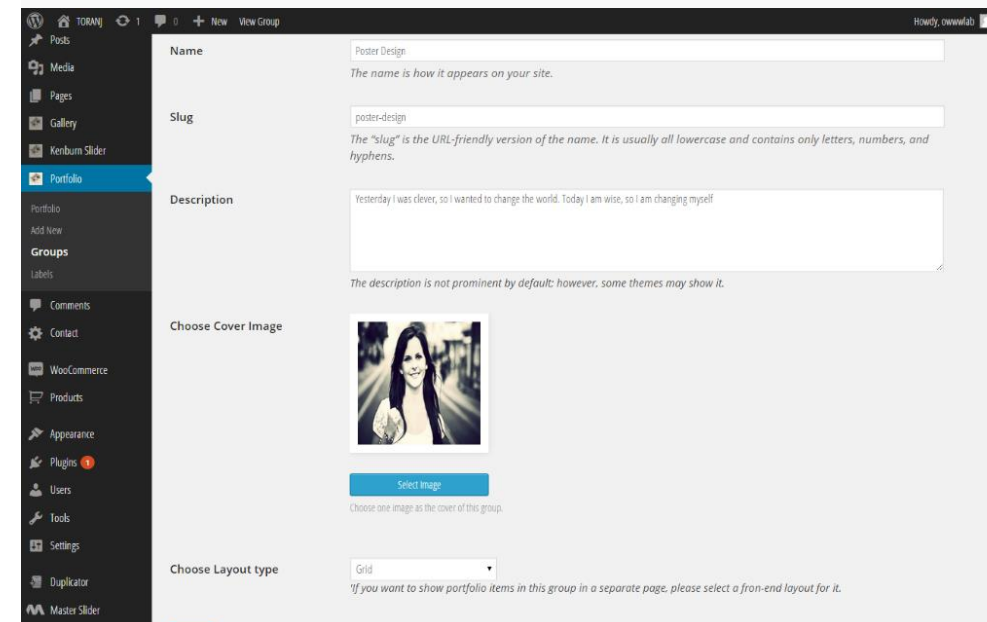 TORANJ 1 0 New View Group Howdy, owwwlab
Posts
Media
Pages
Gallery
Kenburn Slider
Portfolio
Portfolio
Add New
Groups
Labels
Comments
Contact
WooCommerce
Products
Appearance
Plugins 1
Users
Tools
Settings
Duplicator
Master Slider
Name
Poster Design
The name is how it appears on your site.
Slug
poster-design
The "slug" is the URL-friendly version of the name. It is usually all lowercase and contains only letters, numbers, and
hyphens.
Description
Yesterday I was clever, so I wanted to change the world. Today I am wise, so I am changing myself
The description is not prominent by default; however, some themes may show it.
Choose Cover Image
Select Image
Choose one image as the cover of this group.
Choose Layout type
Grid
'If you want to show portfolio items in this group in a separate page, please select a fron-end layout for it.